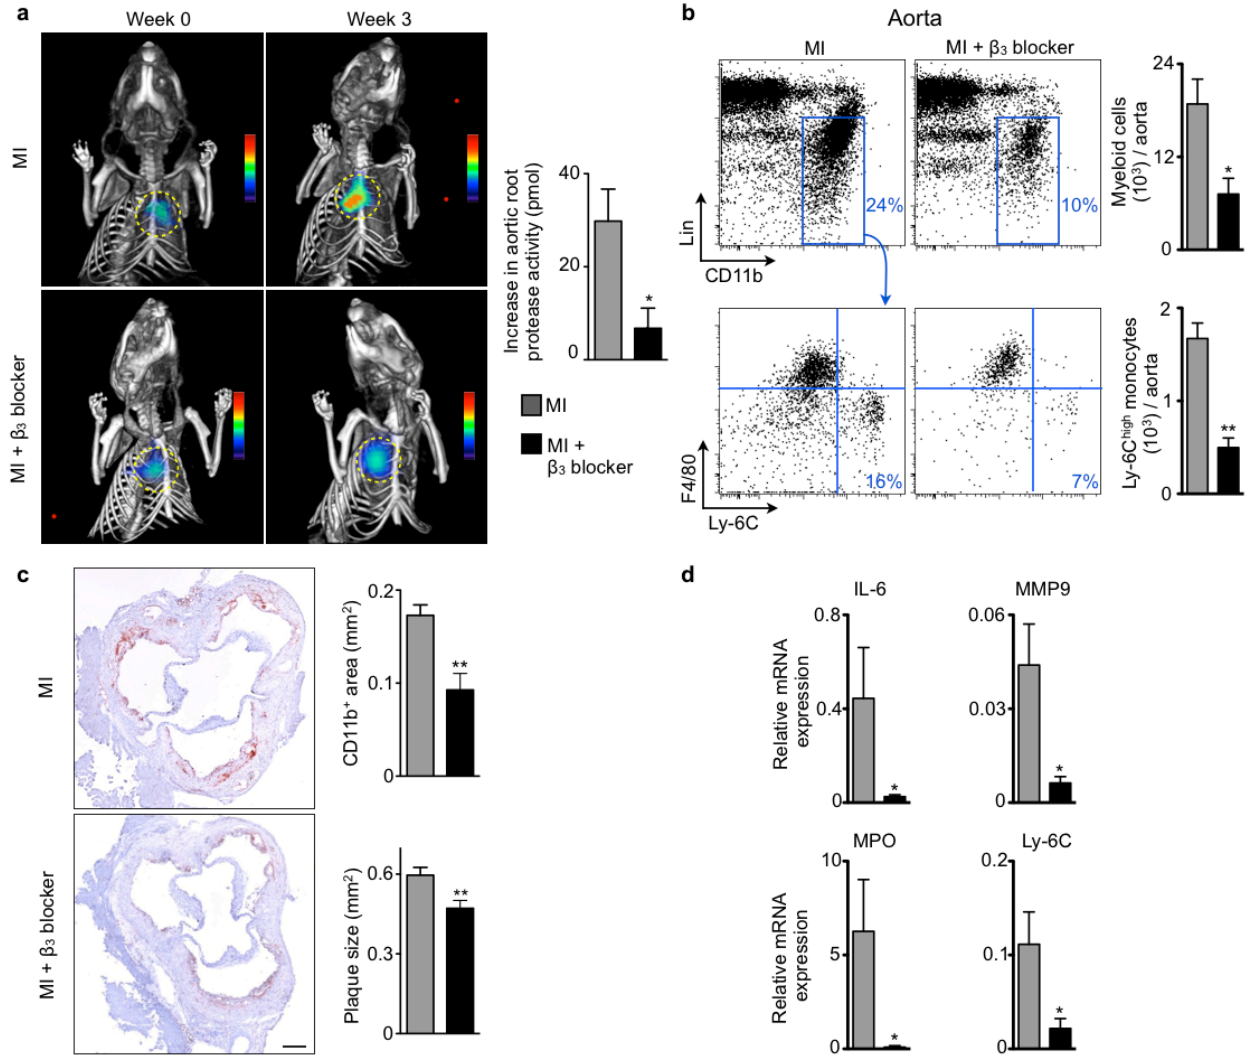 a
Week 0
Week 3
MI
MI + β3 blocker
Increase in aortic root
protease activity (pmol)
40
20
0
*
MI
MI +
β3 blocker
b
Aorta
MI
MI + β3 blocker
24%
10%
Lin
CD11b
Myeloid cells
(10³) / aorta
24
12
0
*
16%
7%
F4/80
Ly-6C
Ly-6Chigh monocytes
(10³) / aorta
2
1
0
**
c
MI
MI + β3 blocker
CD11b⁺ area (mm²)
0.2
0.1
0
**
Plaque size (mm²)
0.6
0.3
0
**
d
IL-6
Relative mRNA
expression
0.8
0.4
0
*
MMP9
0.06
0.03
0
*
MPO
Relative mRNA
expression
10
5
0
*
Ly-6C
0.2
0.1
0
*